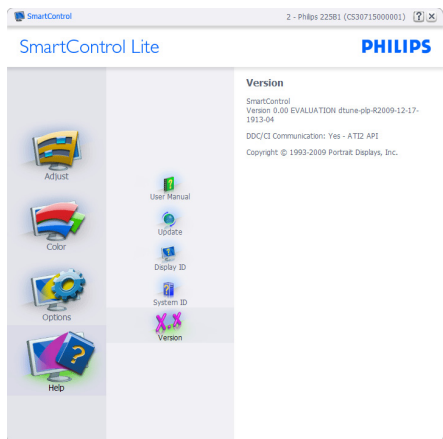 SmartControl
2 - Philips 225B1 (CS30715000001)
SmartControl Lite
PHILIPS
Adjust
Color
Options
Help
User Manual
Update
Display ID
System ID
X.X
Version
Version
SmartControl
Version 0.00 EVALUATION dtune-plp-R2009-12-17-
1913-04
DDC/CI Communication: Yes - ATI2 API
Copyright © 1993-2009 Portrait Displays, Inc.